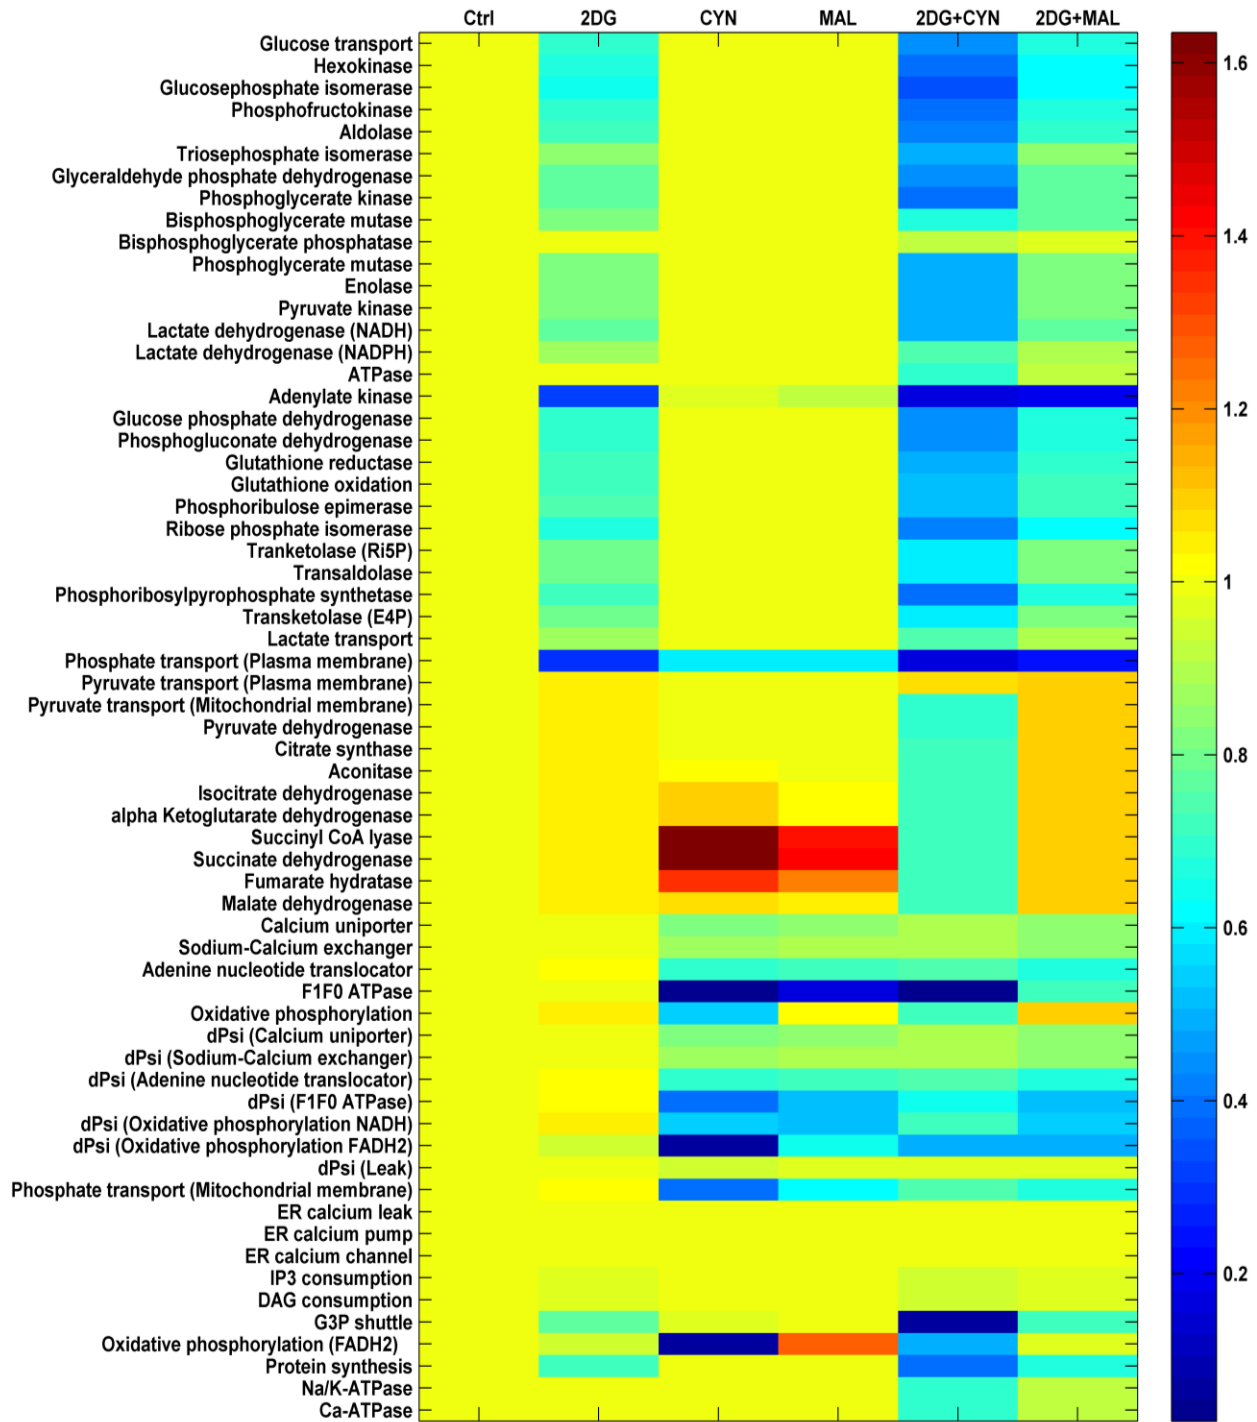 Ctrl 2DG CYN MAL 2DG+CYN 2DG+MAL
Glucose transport
Hexokinase
Glucosephosphate isomerase
Phosphofructokinase
Aldolase
Triosephosphate isomerase
Glyceraldehyde phosphate dehydrogenase
Phosphoglycerate kinase
Bisphosphoglycerate mutase
Bisphosphoglycerate phosphatase
Phosphoglycerate mutase
Enolase
Pyruvate kinase
Lactate dehydrogenase (NADH)
Lactate dehydrogenase (NADPH)
ATPase
Adenylate kinase
Glucose phosphate dehydrogenase
Phosphogluconate dehydrogenase
Glutathione reductase
Glutathione oxidation
Phosphoribulose epimerase
Ribose phosphate isomerase
Tranketolase (Ri5P)
Transaldolase
Phosphoribosylpyrophosphate synthetase
Transketolase (E4P)
Lactate transport
Phosphate transport (Plasma membrane)
Pyruvate transport (Plasma membrane)
Pyruvate transport (Mitochondrial membrane)
Pyruvate dehydrogenase
Citrate synthase
Aconitase
Isocitrate dehydrogenase
alpha Ketoglutarate dehydrogenase
Succinyl CoA lyase
Succinate dehydrogenase
Fumarate hydratase
Malate dehydrogenase
Calcium uniporter
Sodium-Calcium exchanger
Adenine nucleotide translocator
F1F0 ATPase
Oxidative phosphorylation
dPsi (Calcium uniporter)
dPsi (Sodium-Calcium exchanger)
dPsi (Adenine nucleotide translocator)
dPsi (F1F0 ATPase)
dPsi (Oxidative phosphorylation NADH)
dPsi (Oxidative phosphorylation FADH2)
dPsi (Leak)
Phosphate transport (Mitochondrial membrane)
ER calcium leak
ER calcium pump
ER calcium channel
IP3 consumption
DAG consumption
G3P shuttle
Oxidative phosphorylation (FADH2)
Protein synthesis
Na/K-ATPase
Ca-ATPase
1.6
1.4
1.2
1
0.8
0.6
0.4
0.2